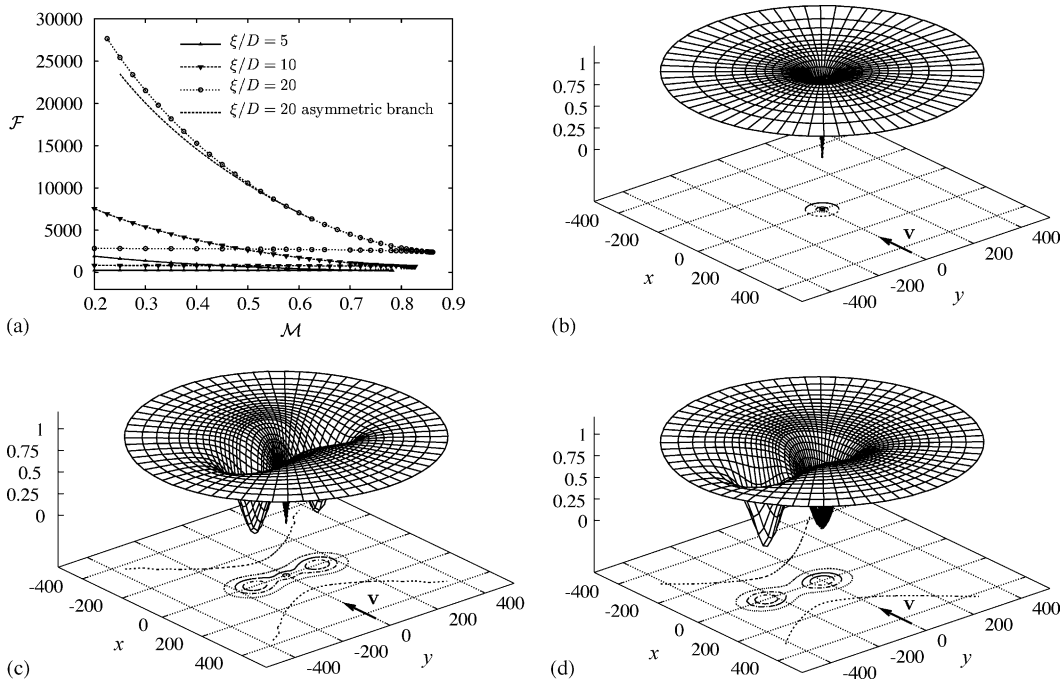 30000
25000
20000
15000
10000
5000
0
ℱ
ξ/D = 5
ξ/D = 10
ξ/D = 20
ξ/D = 20 asymmetric branch
0.2 0.3 0.4 0.5 0.6 0.7 0.8 0.9
ℳ
(a)
1
0.75
0.5
0.25
0
-400
-200
0
200
400
x
-400
-200
0
200
400
y
v
(b)
1
0.75
0.5
0.25
0
-400
-200
0
200
400
x
-400
-200
0
200
400
y
v
(c)
1
0.75
0.5
0.25
0
-400
-200
0
200
400
x
-400
-200
0
200
400
y
v
(d)